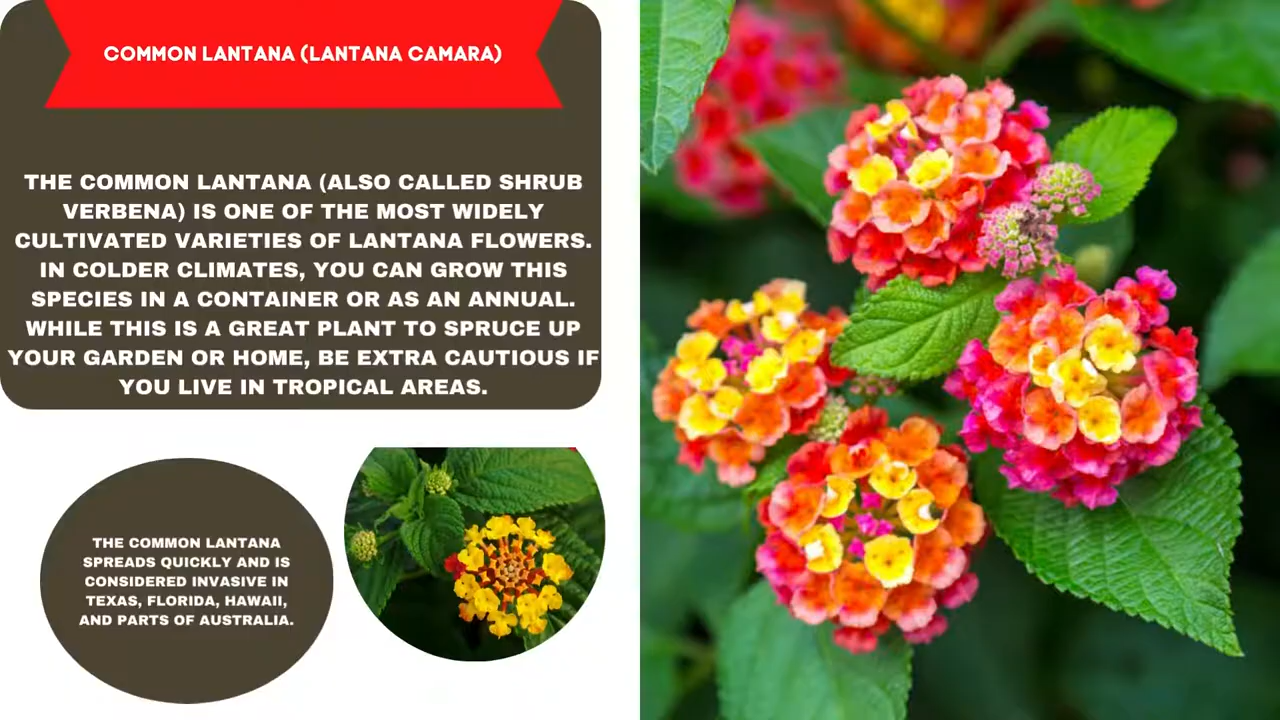 COMMON LANTANA (LANTANA CAMARA)
THE COMMON LANTANA (ALSO CALLED SHRUB
VERBENA) IS ONE OF THE MOST WIDELY
CULTIVATED VARIETIES OF LANTANA FLOWERS.
IN COLDER CLIMATES, YOU CAN GROW THIS
SPECIES IN A CONTAINER OR AS AN ANNUAL.
WHILE THIS IS A GREAT PLANT TO SPRUCE UP
YOUR GARDEN OR HOME, BE EXTRA CAUTIOUS IF
YOU LIVE IN TROPICAL AREAS.
THE COMMON LANTANA
SPREADS QUICKLY AND IS
CONSIDERED INVASIVE IN
TEXAS, FLORIDA, HAWAII,
AND PARTS OF AUSTRALIA.